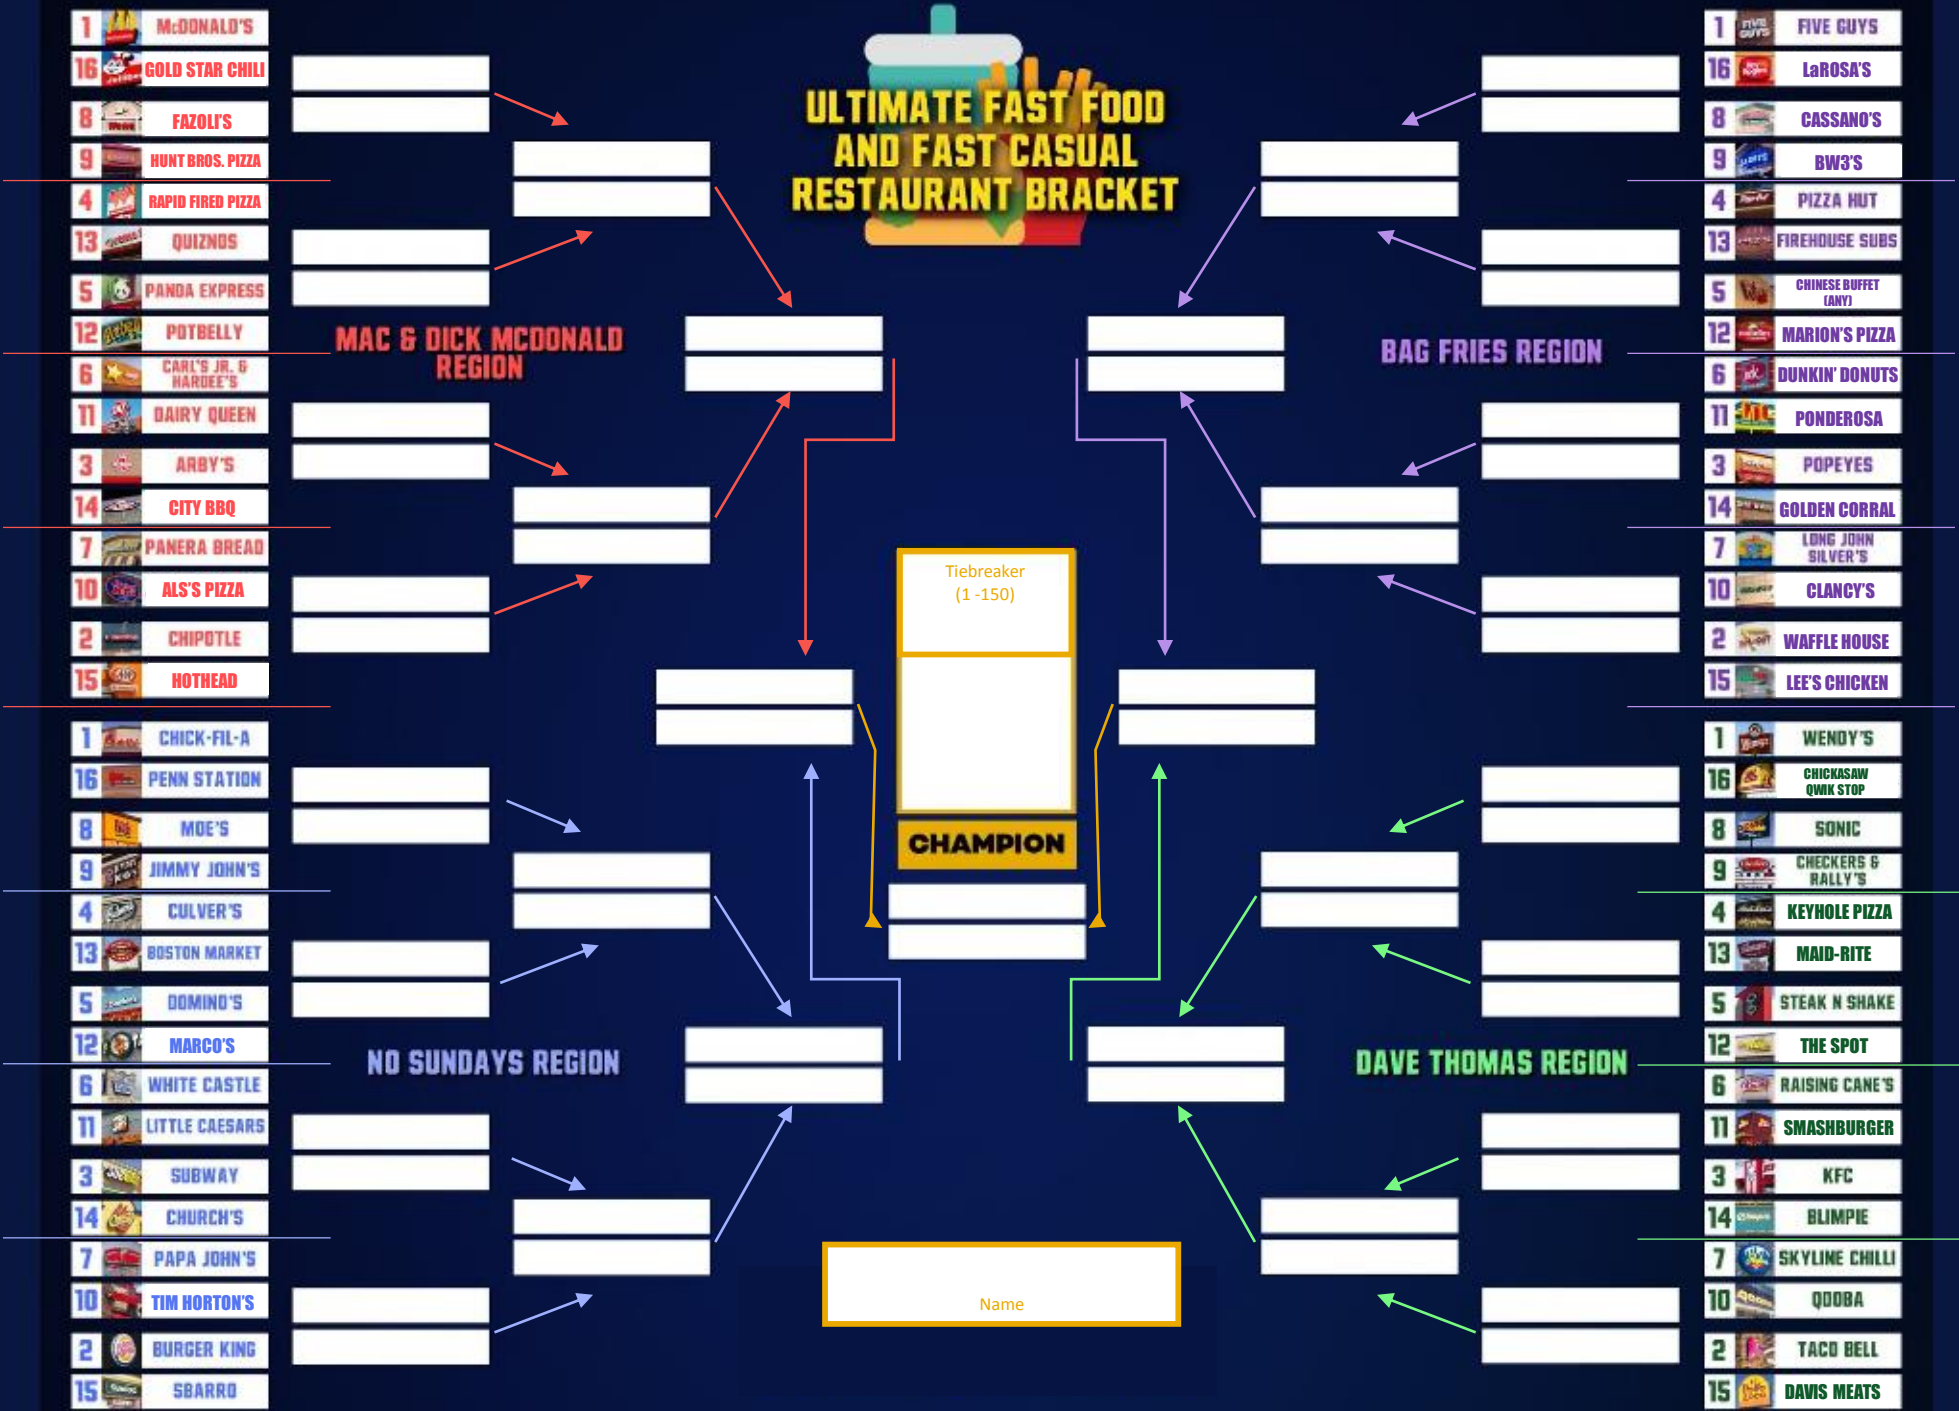 ULTIMATE FAST FOOD
AND FAST CASUAL
RESTAURANT BRACKET
1 McDONALD'S
16 GOLD STAR CHILI
8 FAZOLI'S
9 HUNT BROS. PIZZA
4 RAPID FIRED PIZZA
13 QUIZNOS
5 PANDA EXPRESS
12 POTBELLY
6 CARL'S JR. &
HARDEE'S
11 DAIRY QUEEN
3 ARBY'S
14 CITY BBQ
7 PANERA BREAD
10 ALS'S PIZZA
2 CHIPOTLE
15 HOTHEAD
MAC & DICK MCDONALD
REGION
1 CHICK-FIL-A
16 PENN STATION
8 MOE'S
9 JIMMY JOHN'S
4 CULVER'S
13 BOSTON MARKET
5 DOMINO'S
12 MARCO'S
6 WHITE CASTLE
11 LITTLE CAESARS
3 SUBWAY
14 CHURCH'S
7 PAPA JOHN'S
10 TIM HORTON'S
2 BURGER KING
15 SBARRO
NO SUNDAYS REGION
Tiebreaker
(1 -150)
CHAMPION
Name
1 FIVE GUYS
16 LaROSA'S
8 CASSANO'S
9 BW3'S
4 PIZZA HUT
13 FIREHOUSE SUBS
5 CHINESE BUFFET
(ANY)
12 MARION'S PIZZA
6 DUNKIN' DONUTS
11 PONDEROSA
3 POPEYES
14 GOLDEN CORRAL
7 LONG JOHN
SILVER'S
10 CLANCY'S
2 WAFFLE HOUSE
15 LEE'S CHICKEN
BAG FRIES REGION
1 WENDY'S
16 CHICKASAW
QWIK STOP
8 SONIC
9 CHECKERS &
RALLY'S
4 KEYHOLE PIZZA
13 MAID-RITE
5 STEAK N SHAKE
12 THE SPOT
6 RAISING CANE'S
11 SMASHBURGER
3 KFC
14 BLIMPIE
7 SKYLINE CHILLI
10 QDOBA
2 TACO BELL
15 DAVIS MEATS
DAVE THOMAS REGION